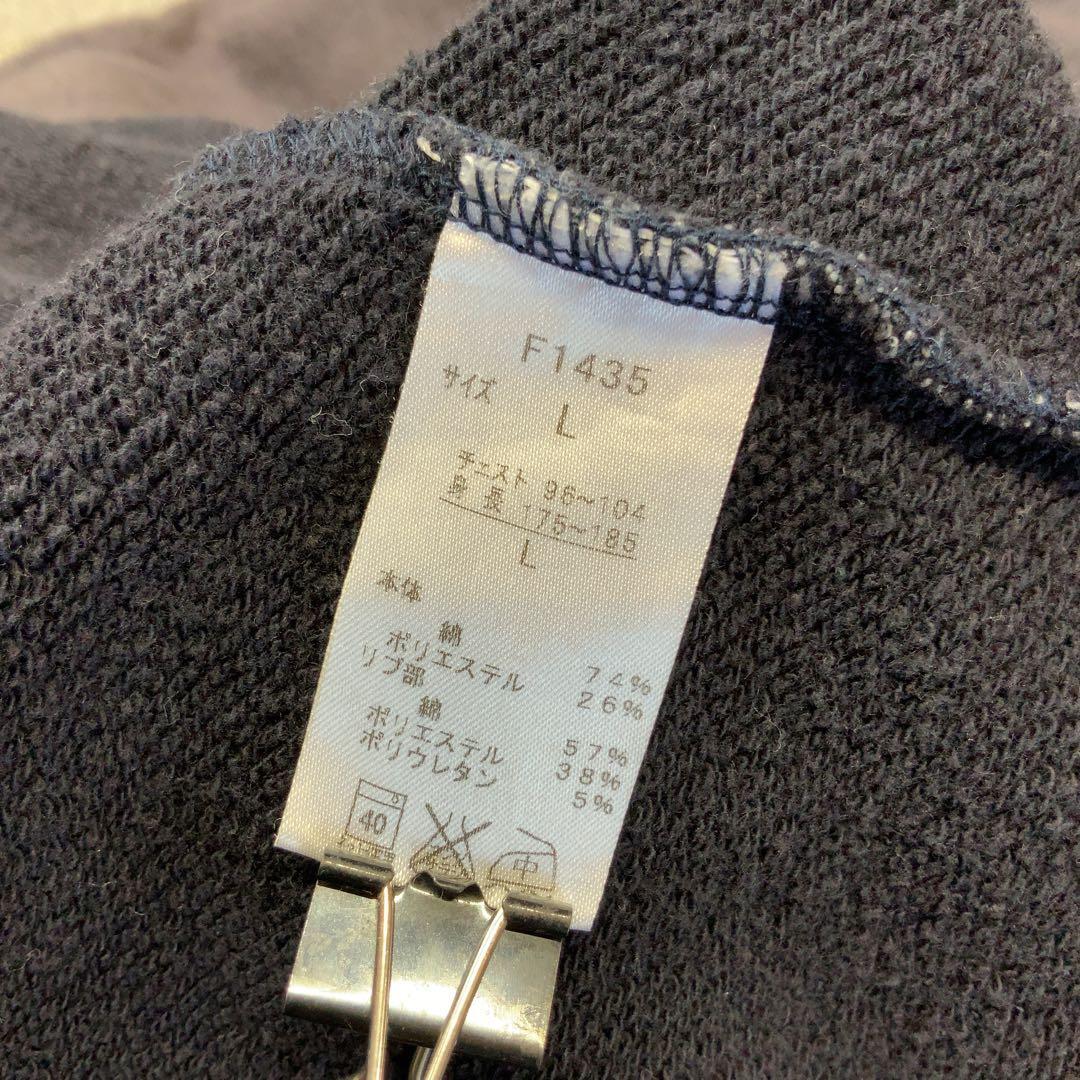 F1435
サイズ
L
チェスト 96~104
身長 175~185
L
本体
綿 74%
ポリエステル 26%
リブ部
綿 57%
ポリエステル 38%
ポリウレタン 5%
40
中